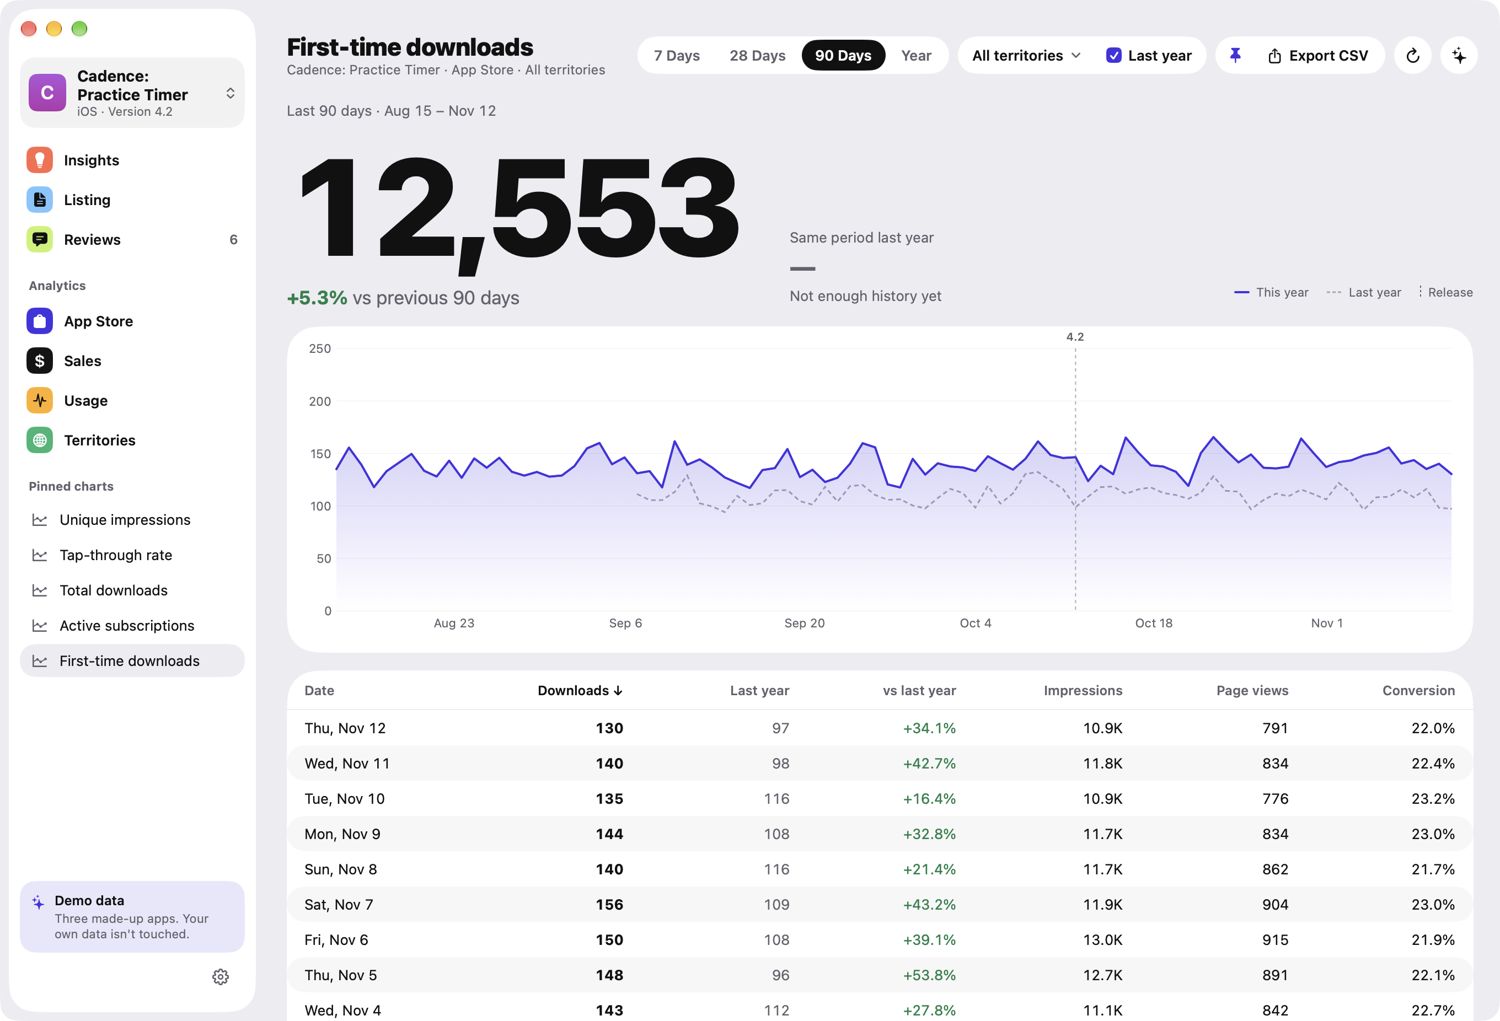 Cadence:
Practice Timer
iOS · Version 4.2
C
Insights
Listing
Reviews 6
Analytics
App Store
$ Sales
Usage
Territories
Pinned charts
Unique impressions
Tap-through rate
Total downloads
Active subscriptions
First-time downloads
Demo data
Three made-up apps. Your
own data isn't touched.
First-time downloads
Cadence: Practice Timer · App Store · All territories
7 Days 28 Days 90 Days Year All territories Last year Export CSV
Last 90 days · Aug 15 – Nov 12
12,553
+5.3% vs previous 90 days
Same period last year
—
Not enough history yet
This year Last year Release
4.2
250
200
150
100
50
0
Aug 23 Sep 6 Sep 20 Oct 4 Oct 18 Nov 1
Date Downloads ↓ Last year vs last year Impressions Page views Conversion
Thu, Nov 12 130 97 +34.1% 10.9K 791 22.0%
Wed, Nov 11 140 98 +42.7% 11.8K 834 22.4%
Tue, Nov 10 135 116 +16.4% 10.9K 776 23.2%
Mon, Nov 9 144 108 +32.8% 11.7K 834 23.0%
Sun, Nov 8 140 116 +21.4% 11.7K 862 21.7%
Sat, Nov 7 156 109 +43.2% 11.9K 904 23.0%
Fri, Nov 6 150 108 +39.1% 13.0K 915 21.9%
Thu, Nov 5 148 96 +53.8% 12.7K 891 22.1%
Wed, Nov 4 143 112 +27.8% 11.1K 842 22.7%